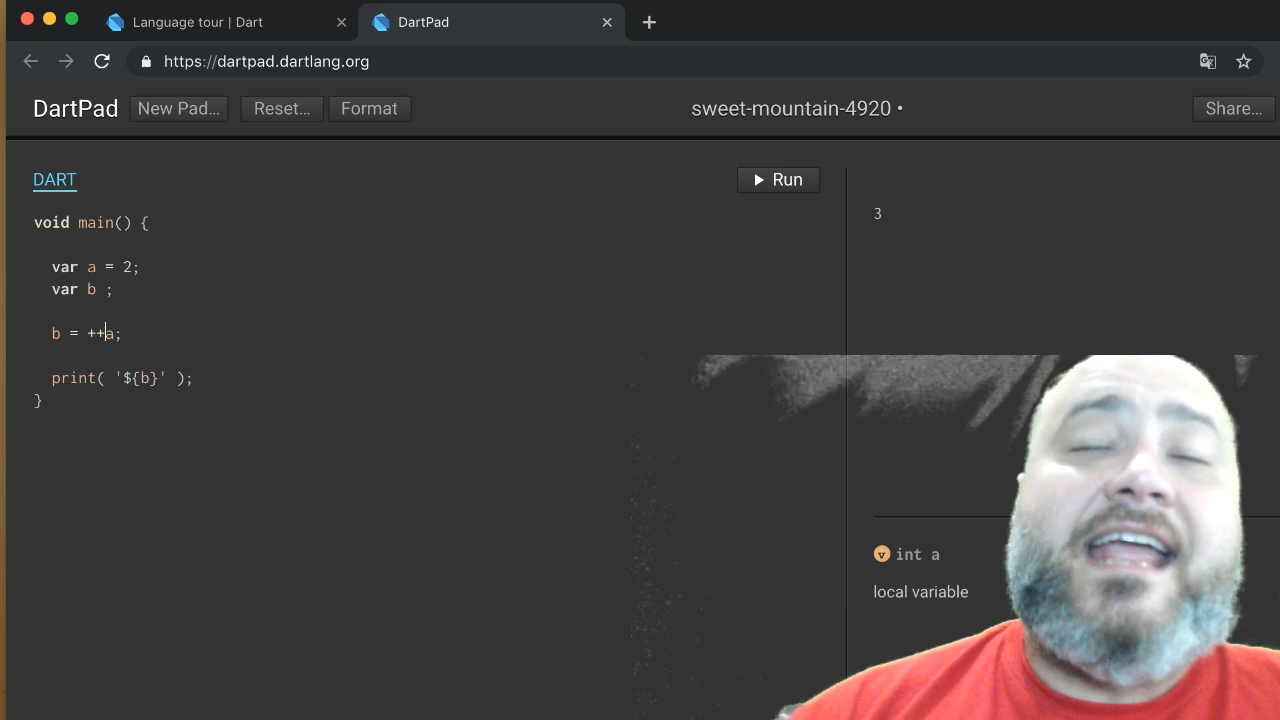 Language tour | Dart
DartPad
https://dartpad.dartlang.org
DartPad New Pad... Reset... Format sweet-mountain-4920 • Share...
DART
Run
void main() {
var a = 2;
var b ;
b = ++a;
print( '${b}' );
}
3
v int a
local variable